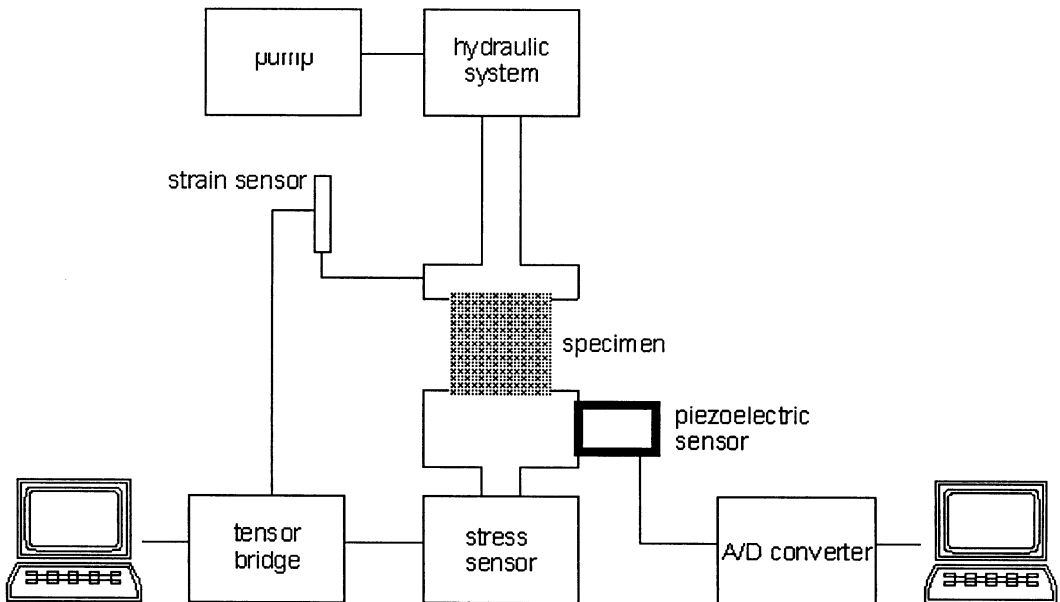 pump
hydraulic
system
strain sensor
specimen
piezoelectric
sensor
tensor
bridge
stress
sensor
A/D converter